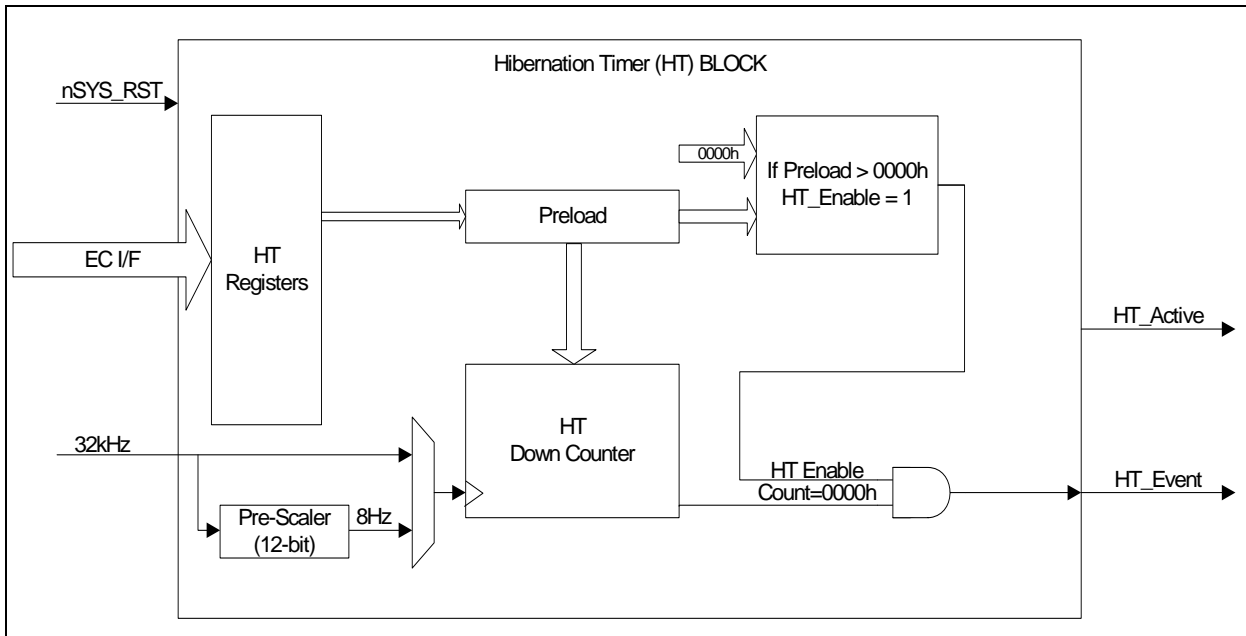 Hibernation Timer (HT) BLOCK
nSYS_RST
0000h
If Preload > 0000h
HT_Enable = 1
Preload
EC I/F
HT
Registers
HT_Active
HT
Down Counter
32kHz
HT Enable
Count=0000h
HT_Event
Pre-Scaler
(12-bit)
8Hz